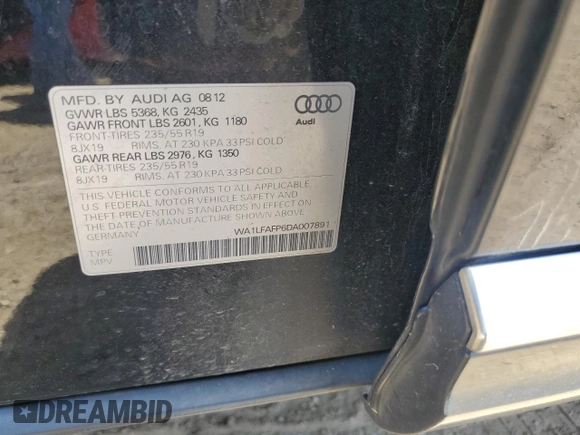 MFD. BY AUDI AG 08 12
GVWR LBS 5368, KG 2435
GAWR FRONT LBS 2601, KG 1180
FRONT-TIRES 235/55 R19
8JX19 RIMS, AT 230 KPA 33 PSI COLD
GAWR REAR LBS 2976, KG 1350
REAR-TIRES 235/55 R19
8JX19 RIMS, AT 230 KPA 33 PSI COLD
THIS VEHICLE CONFORMS TO ALL APPLICABLE
U.S. FEDERAL MOTOR VEHICLE SAFETY AND
THEFT-PREVENTION STANDARDS IN EFFECT ON
THE DATE OF MANUFACTURE SHOWN ABOVE.
WA1LFAFP6DA007891
TYPE
MPV
Audi
DREAMBID